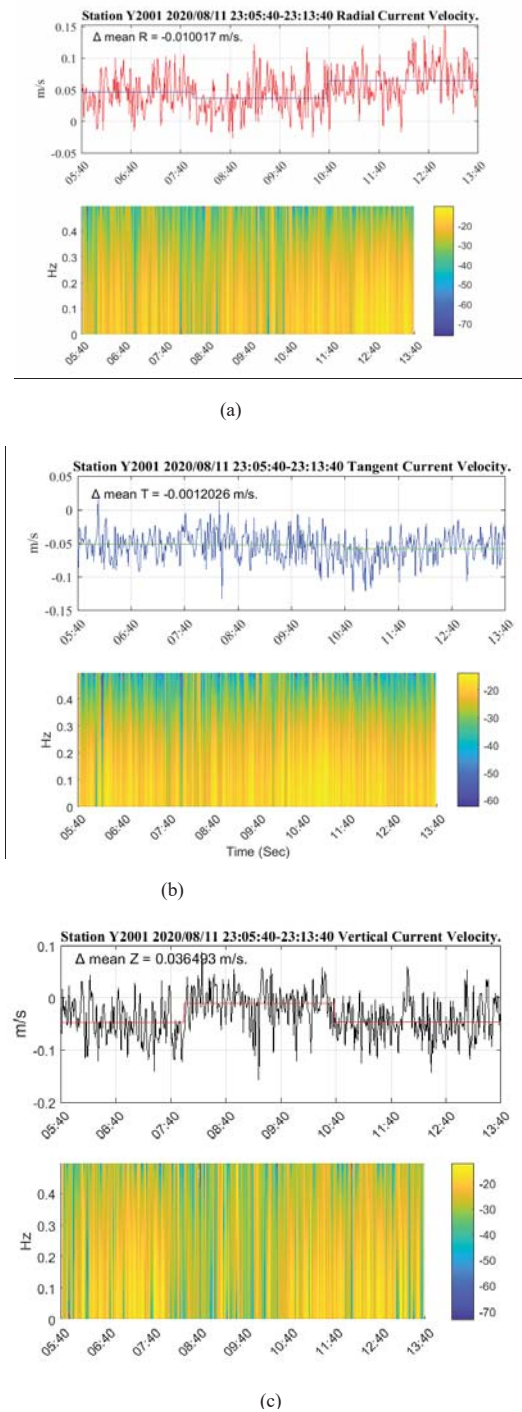 Station Y2001 2020/08/11 23:05:40-23:13:40 Radial Current Velocity.
Δ mean R = -0.010017 m/s.
0.15
0.1
0.05
0
-0.05
m/s
05:40 06:40 07:40 08:40 09:40 10:40 11:40 12:40 13:40
0.4
0.3
0.2
0.1
0
Hz
-20
-30
-40
-50
-60
-70
05:40 06:40 07:40 08:40 09:40 10:40 11:40 12:40 13:40
(a)
Station Y2001 2020/08/11 23:05:40-23:13:40 Tangent Current Velocity.
Δ mean T = -0.0012026 m/s.
0.05
0
-0.05
-0.1
-0.15
m/s
05:40 06:40 07:40 08:40 09:40 10:40 11:40 12:40 13:40
0.4
0.3
0.2
0.1
0
Hz
-20
-30
-40
-50
-60
05:40 06:40 07:40 08:40 09:40 10:40 11:40 12:40 13:40
Time (Sec)
(b)
Station Y2001 2020/08/11 23:05:40-23:13:40 Vertical Current Velocity.
Δ mean Z = 0.036493 m/s.
0.1
0
-0.1
-0.2
m/s
05:40 06:40 07:40 08:40 09:40 10:40 11:40 12:40 13:40
0.4
0.3
0.2
0.1
0
Hz
-20
-30
-40
-50
-60
-70
05:40 06:40 07:40 08:40 09:40 10:40 11:40 12:40 13:40
(c)